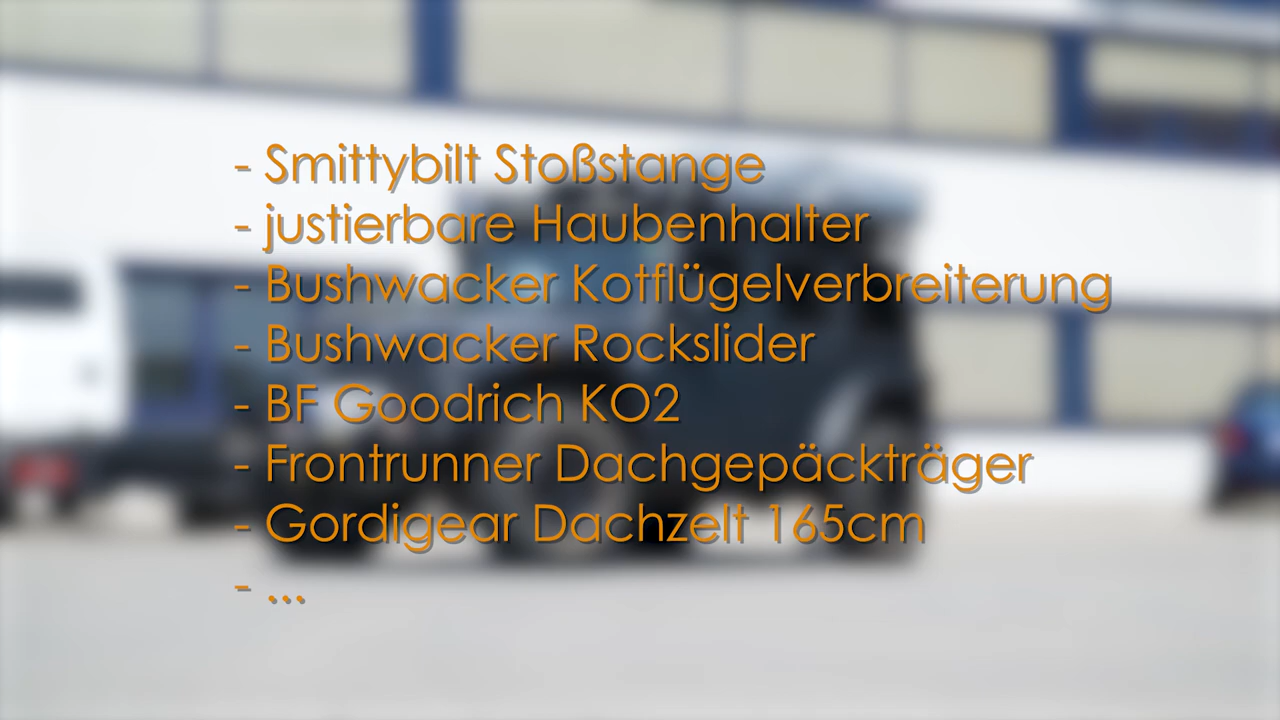 - Smittybilt Stoßstange
- justierbare Haubenhalter
- Bushwacker Kotflügelverbreiterung
- Bushwacker Rockslider
- BF Goodrich KO2
- Frontrunner Dachgepäckträger
- Gordigear Dachzelt 165cm
- ...